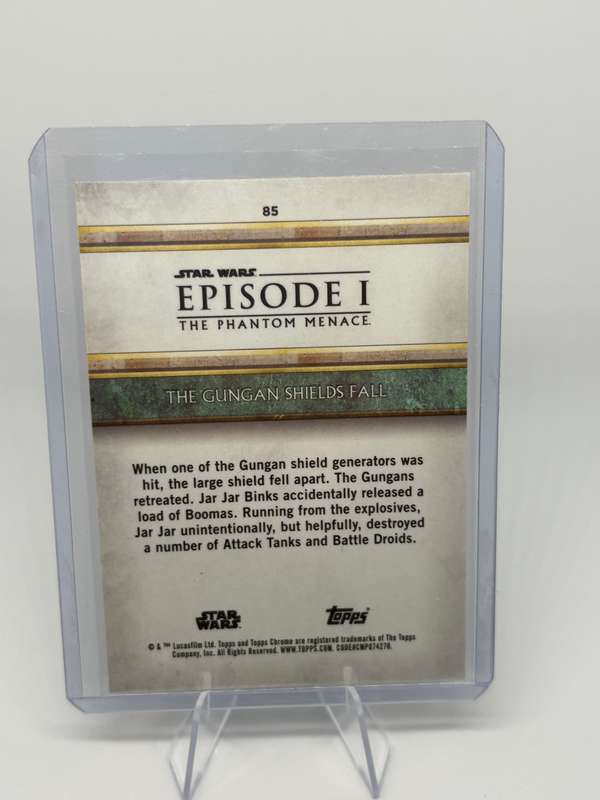 85
STAR WARS
EPISODE I
THE PHANTOM MENACE
THE GUNGAN SHIELDS FALL
When one of the Gungan shield generators was
hit, the large shield fell apart. The Gungans
retreated. Jar Jar Binks accidentally released a
load of Boomas. Running from the explosives,
Jar Jar unintentionally, but helpfully, destroyed
a number of Attack Tanks and Battle Droids.
STAR WARS
Topps
© & ™ Lucasfilm Ltd. Topps and Topps Chrome are registered trademarks of The Topps
Company, Inc. All Rights Reserved. WWW.TOPPS.COM. CODE#CMP074270.